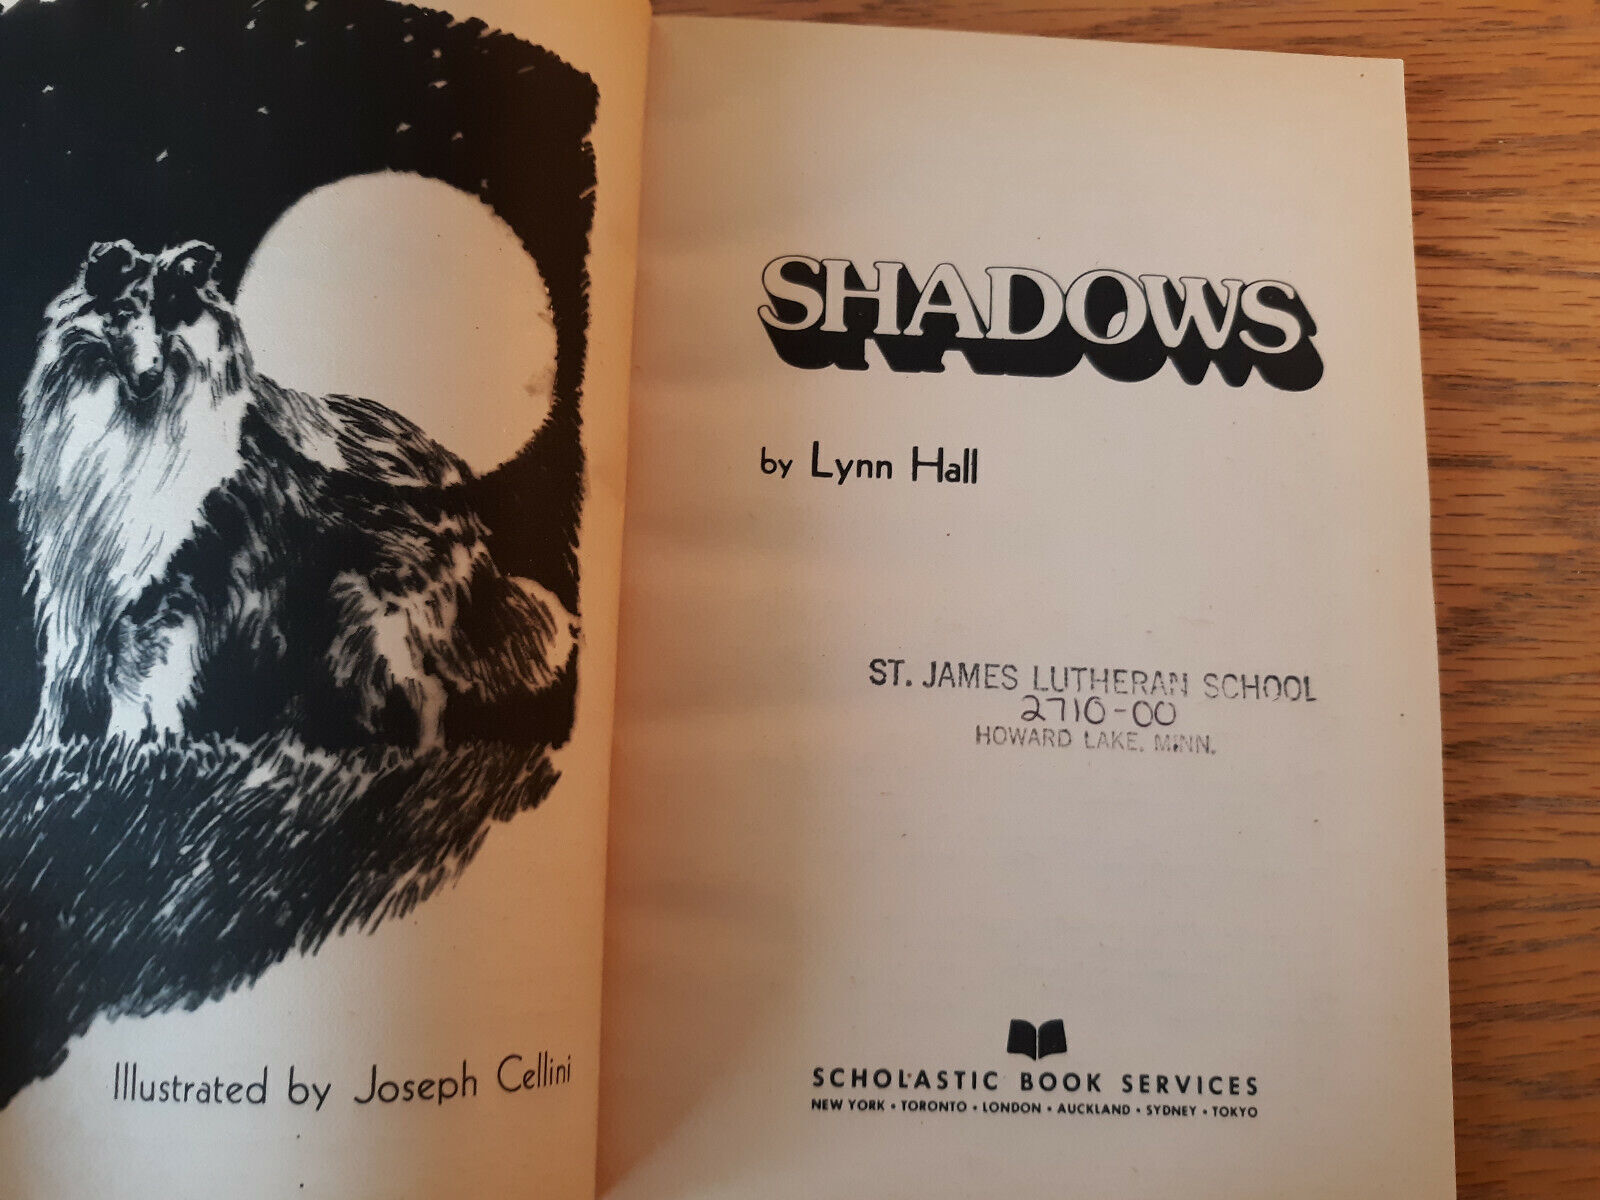 Illustrated by Joseph Cellini
SHADOWS
by Lynn Hall
ST. JAMES LUTHERAN SCHOOL
2710-00
HOWARD LAKE, MINN.
SCHOLASTIC BOOK SERVICES
NEW YORK • TORONTO • LONDON • AUCKLAND • SYDNEY • TOKYO